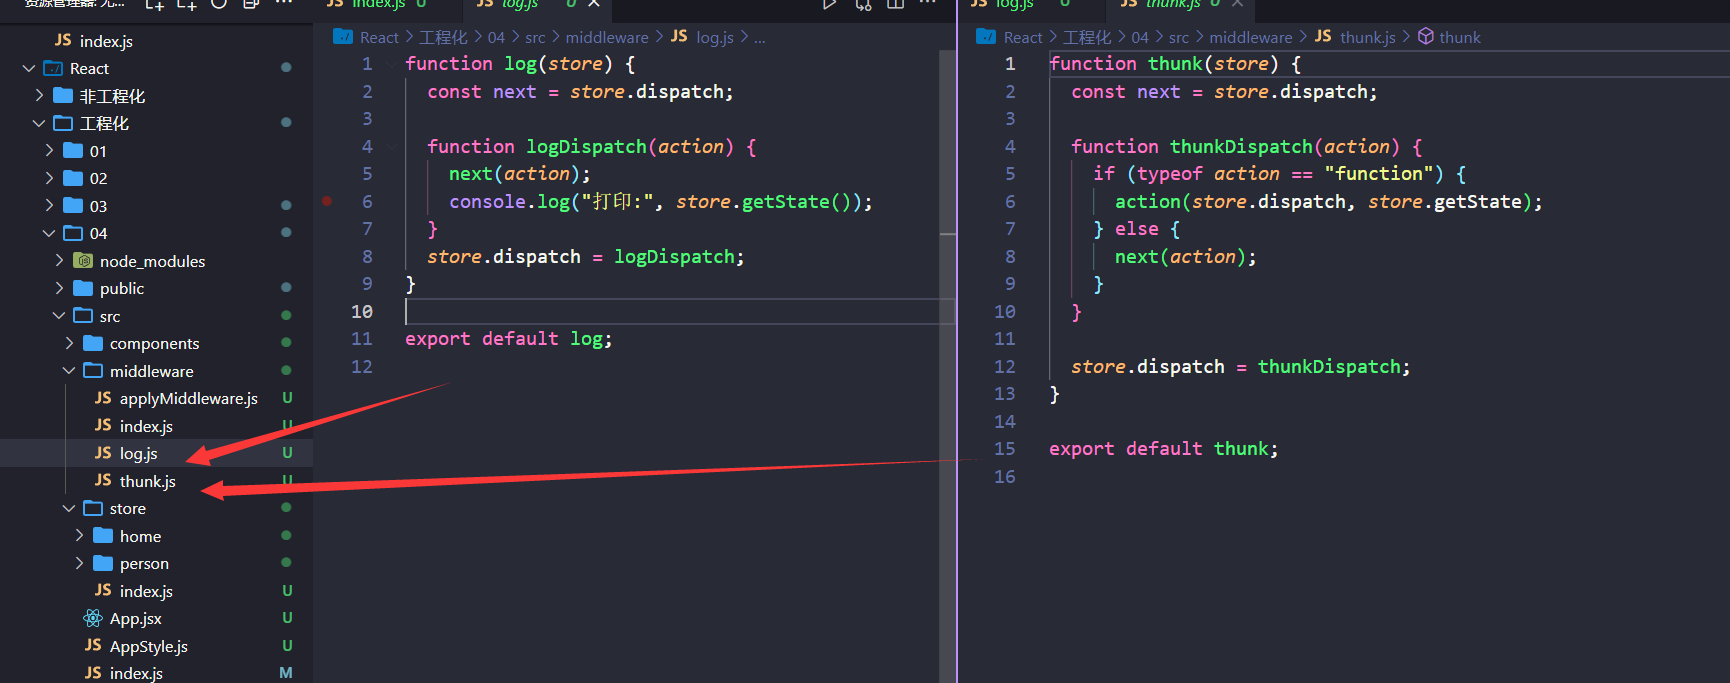 资源管理器: 无...
JS index.js
React
非工程化
工程化
01
02
03
04
node_modules
public
src
components
middleware
JS applyMiddleware.js U
JS index.js U
JS log.js U
JS thunk.js U
store
home
person
JS index.js U
App.jsx U
JS AppStyle.js U
JS index.js M
JS index.js U
JS log.js U
React > 工程化 > 04 > src > middleware > JS log.js > ...
1 function log(store) {
2 const next = store.dispatch;
3
4 function logDispatch(action) {
5 next(action);
6 console.log("打印:", store.getState());
7 }
8 store.dispatch = logDispatch;
9 }
10
11 export default log;
12
JS log.js U
JS thunk.js U
React > 工程化 > 04 > src > middleware > JS thunk.js > thunk
1 function thunk(store) {
2 const next = store.dispatch;
3
4 function thunkDispatch(action) {
5 if (typeof action == "function") {
6 action(store.dispatch, store.getState);
7 } else {
8 next(action);
9 }
10 }
11
12 store.dispatch = thunkDispatch;
13 }
14
15 export default thunk;
16